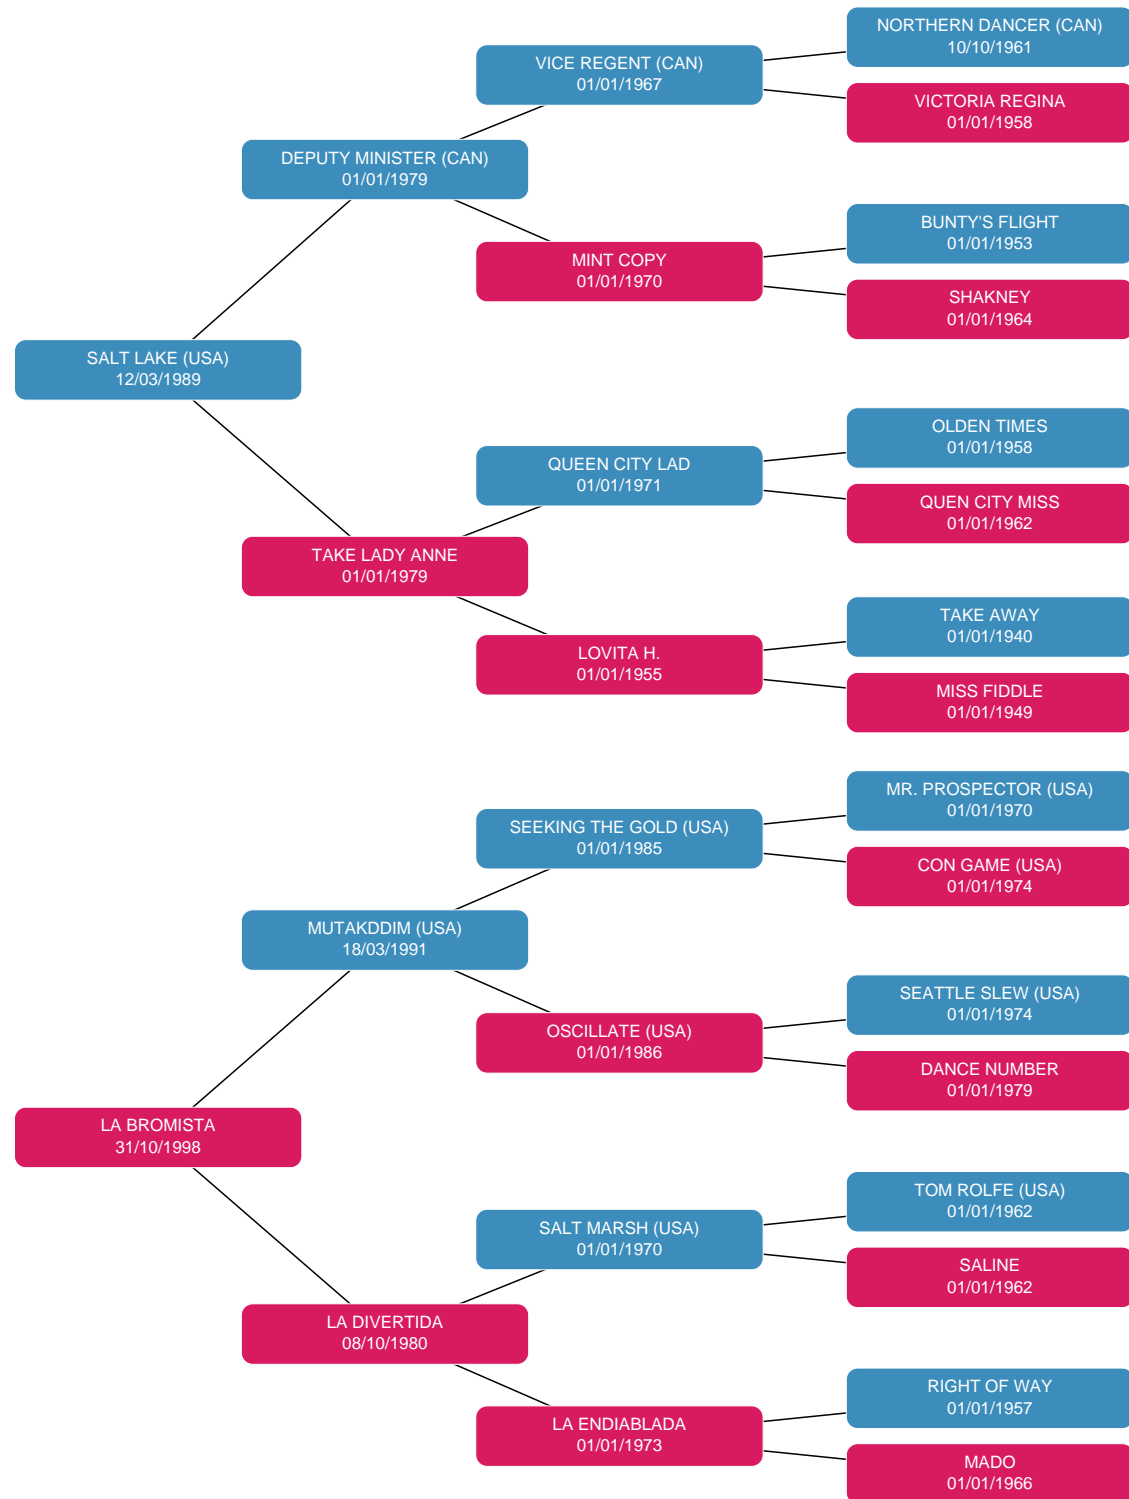 NORTHERN DANCER (CAN)
10/10/1961
VICE REGENT (CAN)
01/01/1967
VICTORIA REGINA
01/01/1958
DEPUTY MINISTER (CAN)
01/01/1979
BUNTY'S FLIGHT
01/01/1953
MINT COPY
01/01/1970
SHAKNEY
01/01/1964
SALT LAKE (USA)
12/03/1989
OLDEN TIMES
01/01/1958
QUEEN CITY LAD
01/01/1971
QUEN CITY MISS
01/01/1962
TAKE LADY ANNE
01/01/1979
TAKE AWAY
01/01/1940
LOVITA H.
01/01/1955
MISS FIDDLE
01/01/1949
MR. PROSPECTOR (USA)
01/01/1970
SEEKING THE GOLD (USA)
01/01/1985
CON GAME (USA)
01/01/1974
MUTAKDDIM (USA)
18/03/1991
SEATTLE SLEW (USA)
01/01/1974
OSCILLATE (USA)
01/01/1986
DANCE NUMBER
01/01/1979
LA BROMISTA
31/10/1998
TOM ROLFE (USA)
01/01/1962
SALT MARSH (USA)
01/01/1970
SALINE
01/01/1962
LA DIVERTIDA
08/10/1980
RIGHT OF WAY
01/01/1957
LA ENDIABLADA
01/01/1973
MADO
01/01/1966